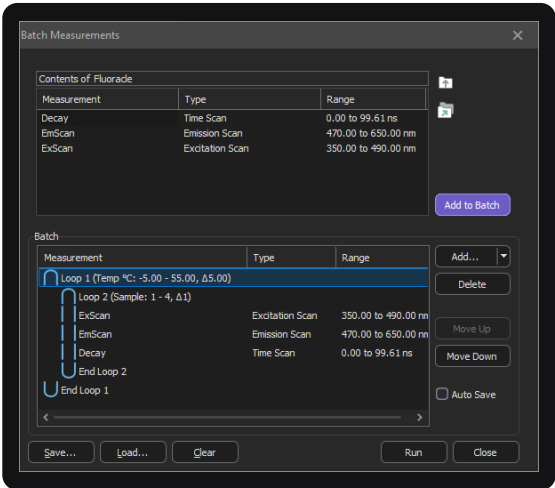 Batch Measurements
Contents of Fluoracle
Measurement Type Range
Decay Time Scan 0.00 to 99.61 ns
EmScan Emission Scan 470.00 to 650.00 nm
ExScan Excitation Scan 350.00 to 490.00 nm
Add to Batch
Batch
Measurement Type Range
Add...
Loop 1 (Temp ºC: -5.00 - 55.00, Δ5.00)
Delete
Loop 2 (Sample: 1 - 4, Δ1)
ExScan Excitation Scan 350.00 to 490.00 nm
Move Up
EmScan Emission Scan 470.00 to 650.00 nm
Decay Time Scan 0.00 to 99.61 ns
Move Down
End Loop 2
End Loop 1
Auto Save
Save... Load... Clear Run Close